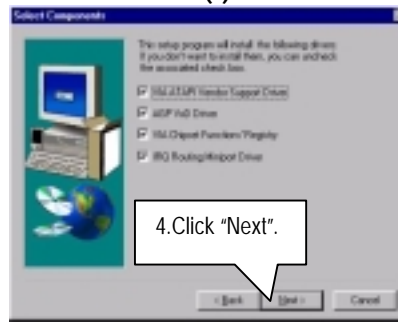 Select Components
This setup program will install the following drivers
If you don't want to install them, you can uncheck
the associated check box.
VIA ATAPI Vendor Support Driver
AGP VxD Driver
VIA Chipset Functions' Registry
IRQ Routing Miniport Driver
4.Click “Next”.
< Back
Next >
Cancel